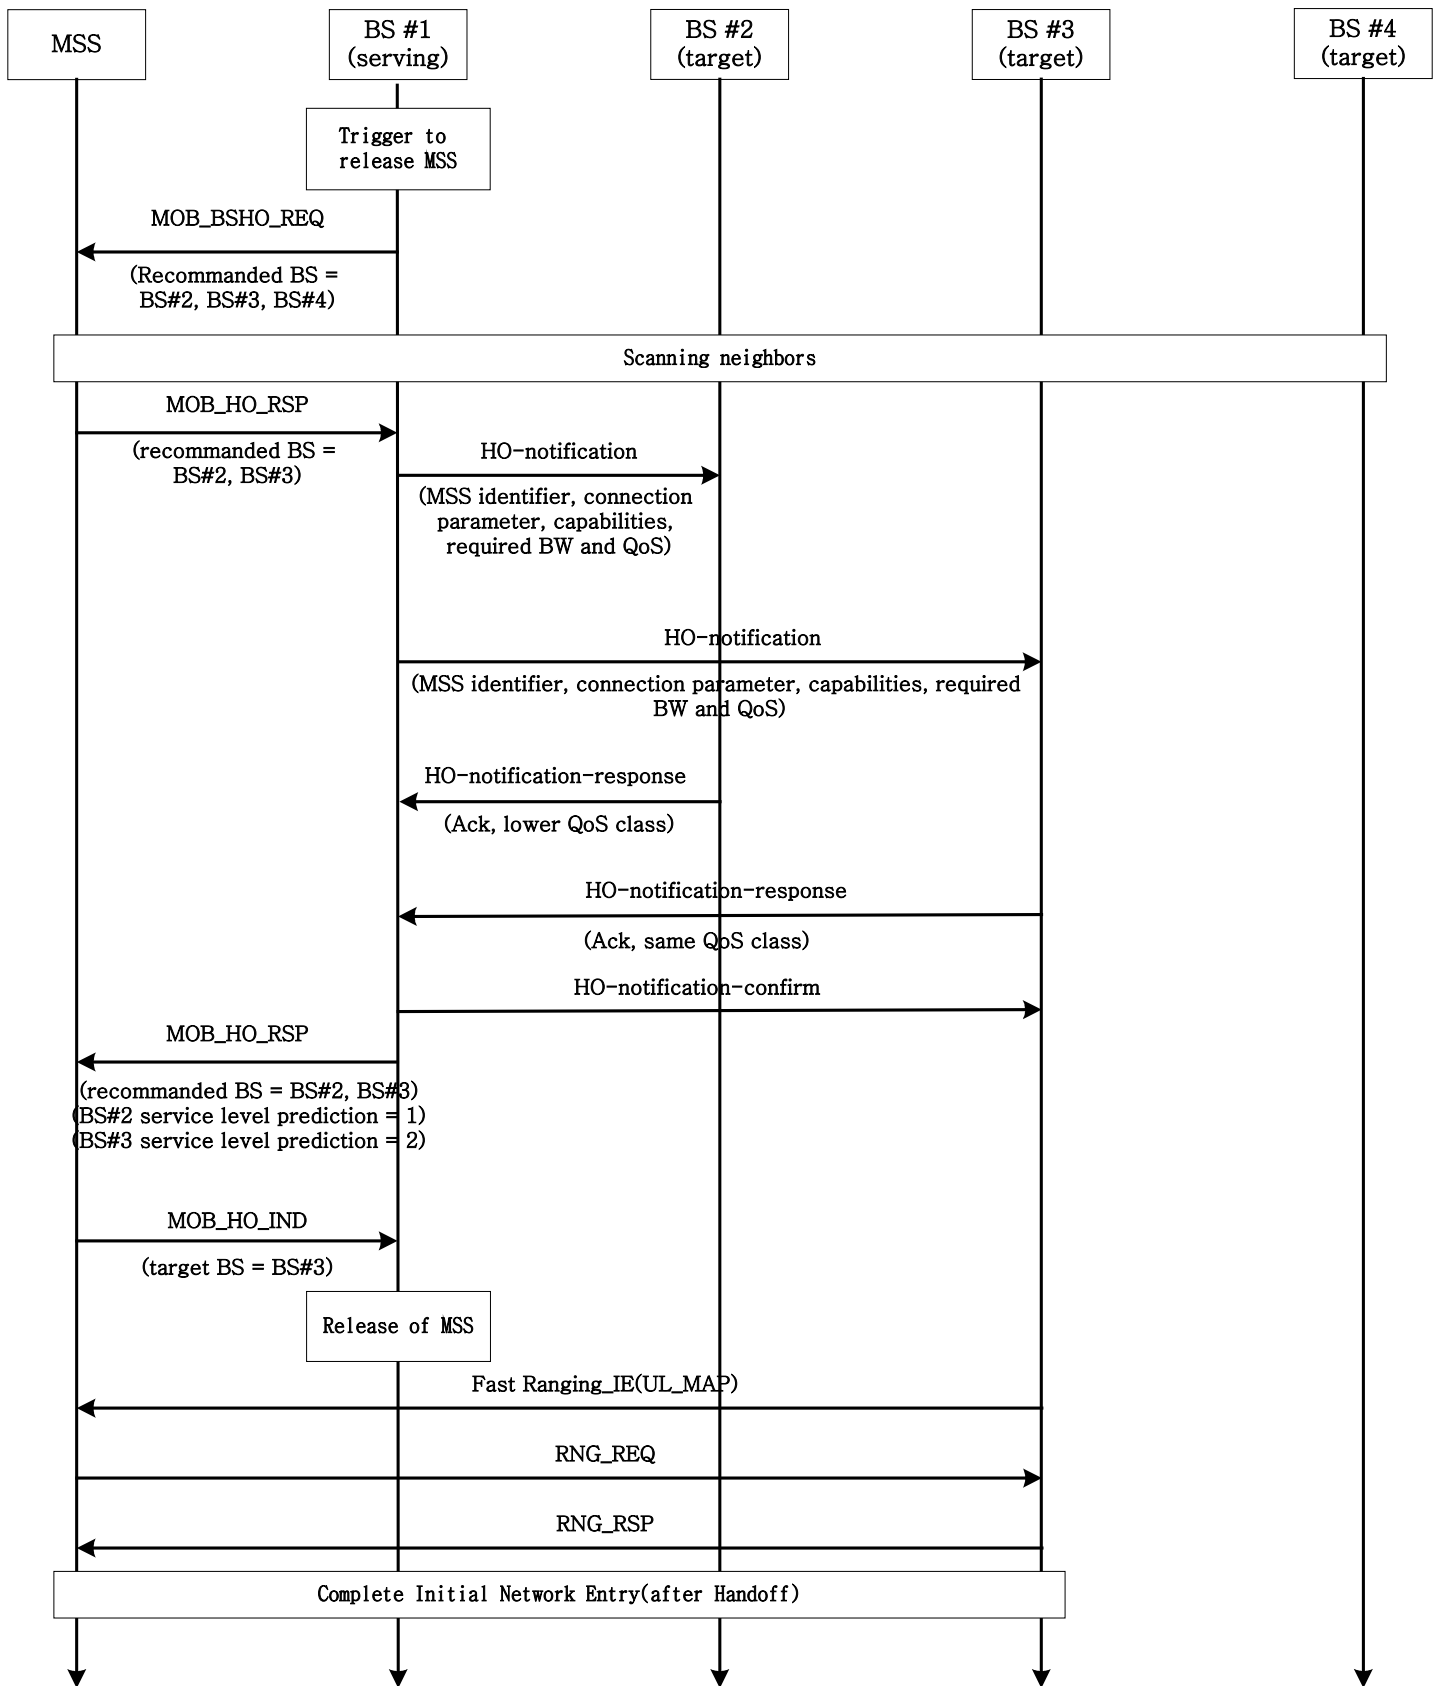 MSS
BS #1
(serving)
BS #2
(target)
BS #3
(target)
BS #4
(target)
Trigger to
release MSS
MOB_BSHO_REQ
(Recommanded BS =
BS#2, BS#3, BS#4)
Scanning neighbors
MOB_HO_RSP
(recommanded BS =
BS#2, BS#3)
HO-notification
(MSS identifier, connection
parameter, capabilities,
required BW and QoS)
HO-notification
(MSS identifier, connection parameter, capabilities, required
BW and QoS)
HO-notification-response
(Ack, lower QoS class)
HO-notification-response
(Ack, same QoS class)
HO-notification-confirm
MOB_HO_RSP
(recommanded BS = BS#2, BS#3)
(BS#2 service level prediction = 1)
(BS#3 service level prediction = 2)
MOB_HO_IND
(target BS = BS#3)
Release of MSS
Fast Ranging_IE(UL_MAP)
RNG_REQ
RNG_RSP
Complete Initial Network Entry(after Handoff)